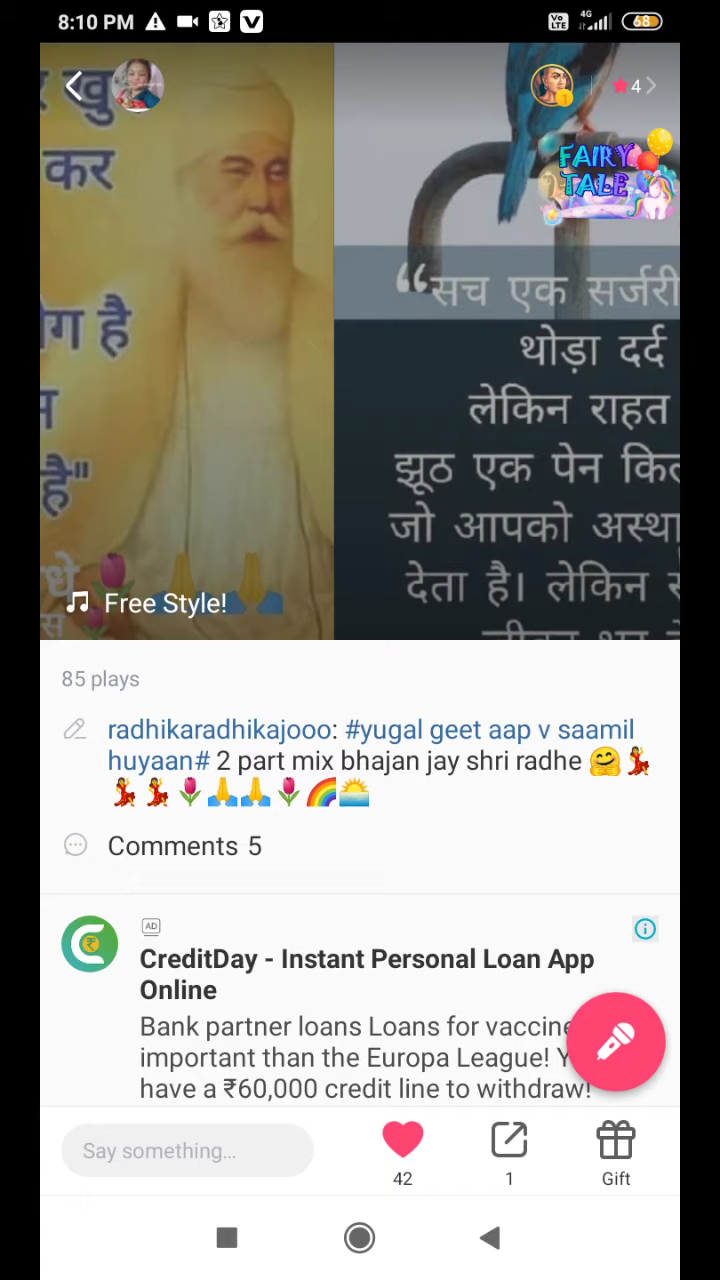 8:10 PM
Vo LTE 4G 68
खु
कर
4
1
FAIRY
TALE
"सच एक सर्जरी
है
थोड़ा दर्द
लेकिन राहत
झूठ एक पेन
है"
जो आपको
देता है। लेकिन
Free Style!
85 plays
radhikaradhikajooo: #yugal geet aap v saamil
huyaan# 2 part mix bhajan jay shri radhe 🤗💃
💃💃🌷🙏🙏🌷🌈🌅
Comments 5
AD
CreditDay - Instant Personal Loan App
Online
Bank partner loans Loans for vaccine
important than the Europa League! Y
have a ₹60,000 credit line to withdraw!
Say something...
42
1
Gift